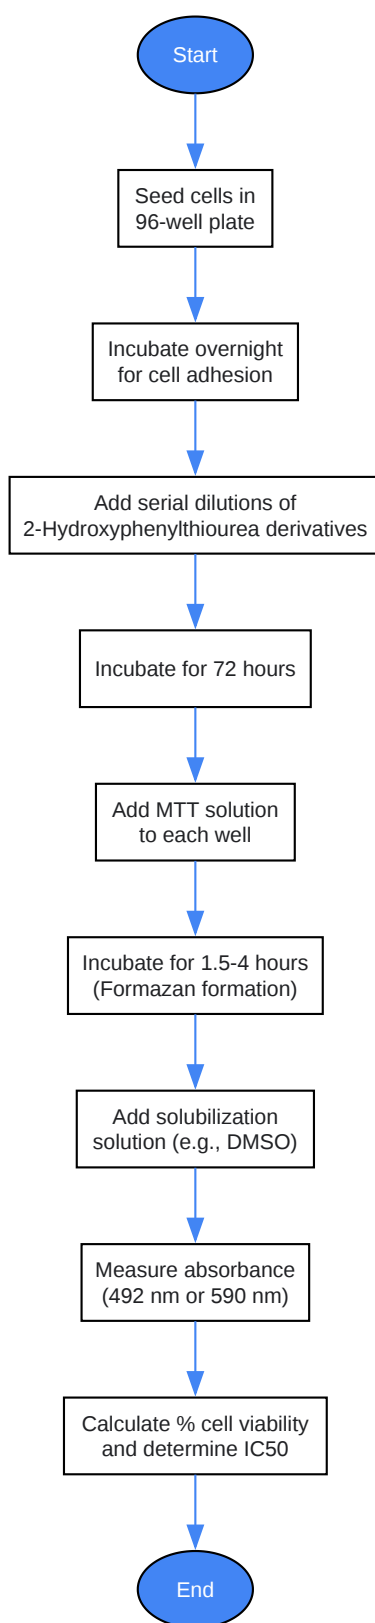 Start
Seed cells in
96-well plate
Incubate overnight
for cell adhesion
Add serial dilutions of
2-Hydroxyphenylthiourea derivatives
Incubate for 72 hours
Add MTT solution
to each well
Incubate for 1.5-4 hours
(Formazan formation)
Add solubilization
solution (e.g., DMSO)
Measure absorbance
(492 nm or 590 nm)
Calculate % cell viability
and determine IC50
End